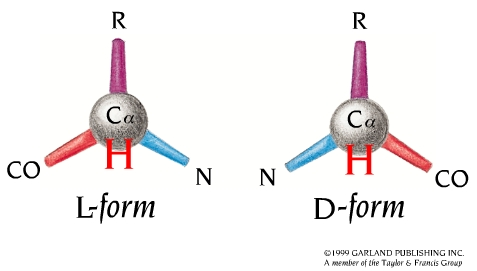 R
Cα
H
CO
N
L-form
R
Cα
H
N
CO
D-form
©1999 GARLAND PUBLISHING INC.
A member of the Taylor & Francis Group